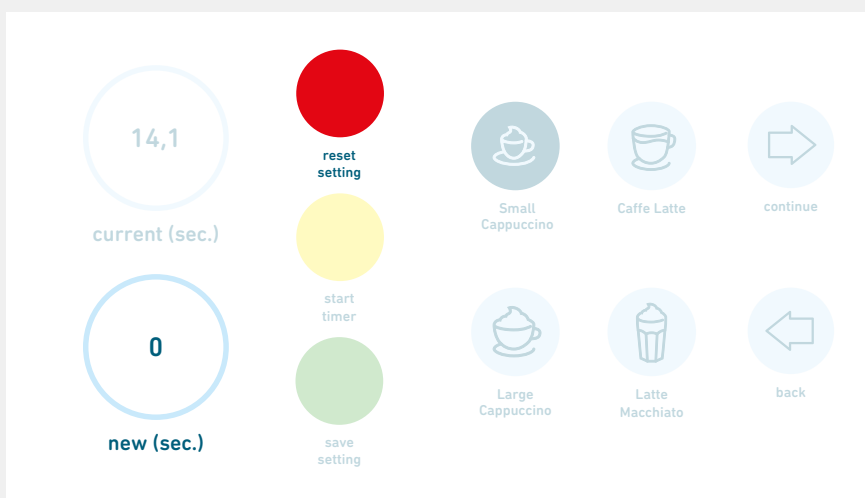 14,1
current (sec.)
0
new (sec.)
reset
setting
start
timer
save
setting
Small
Cappuccino
Caffe Latte
continue
Large
Cappuccino
Latte
Macchiato
back